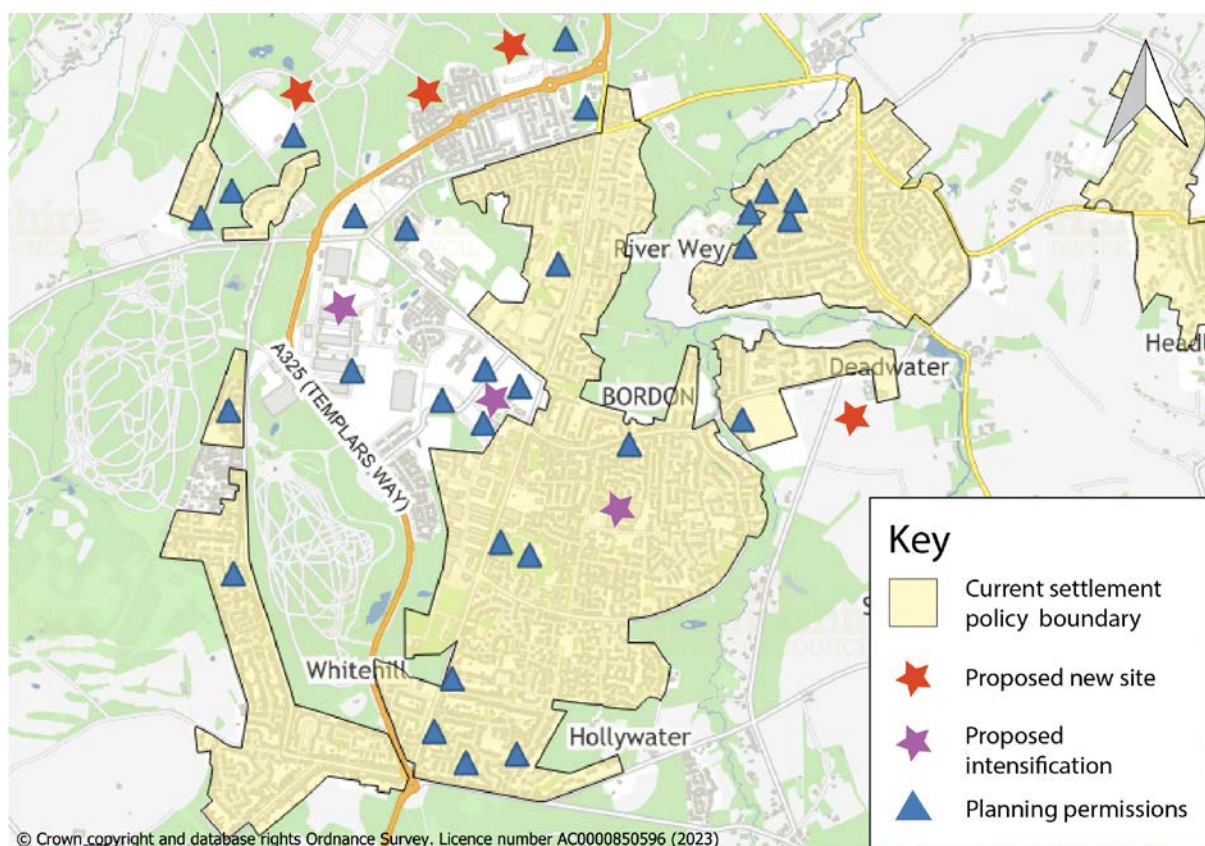 River Wey
Deadwater
Headl
BORDON
A325 (TEMPLARS WAY)
Whitehill
Hollywater
Key
Current settlement
policy boundary
Proposed new site
Proposed
intensification
Planning permissions
© Crown copyright and database rights Ordnance Survey. Licence number AC0000850596 (2023)